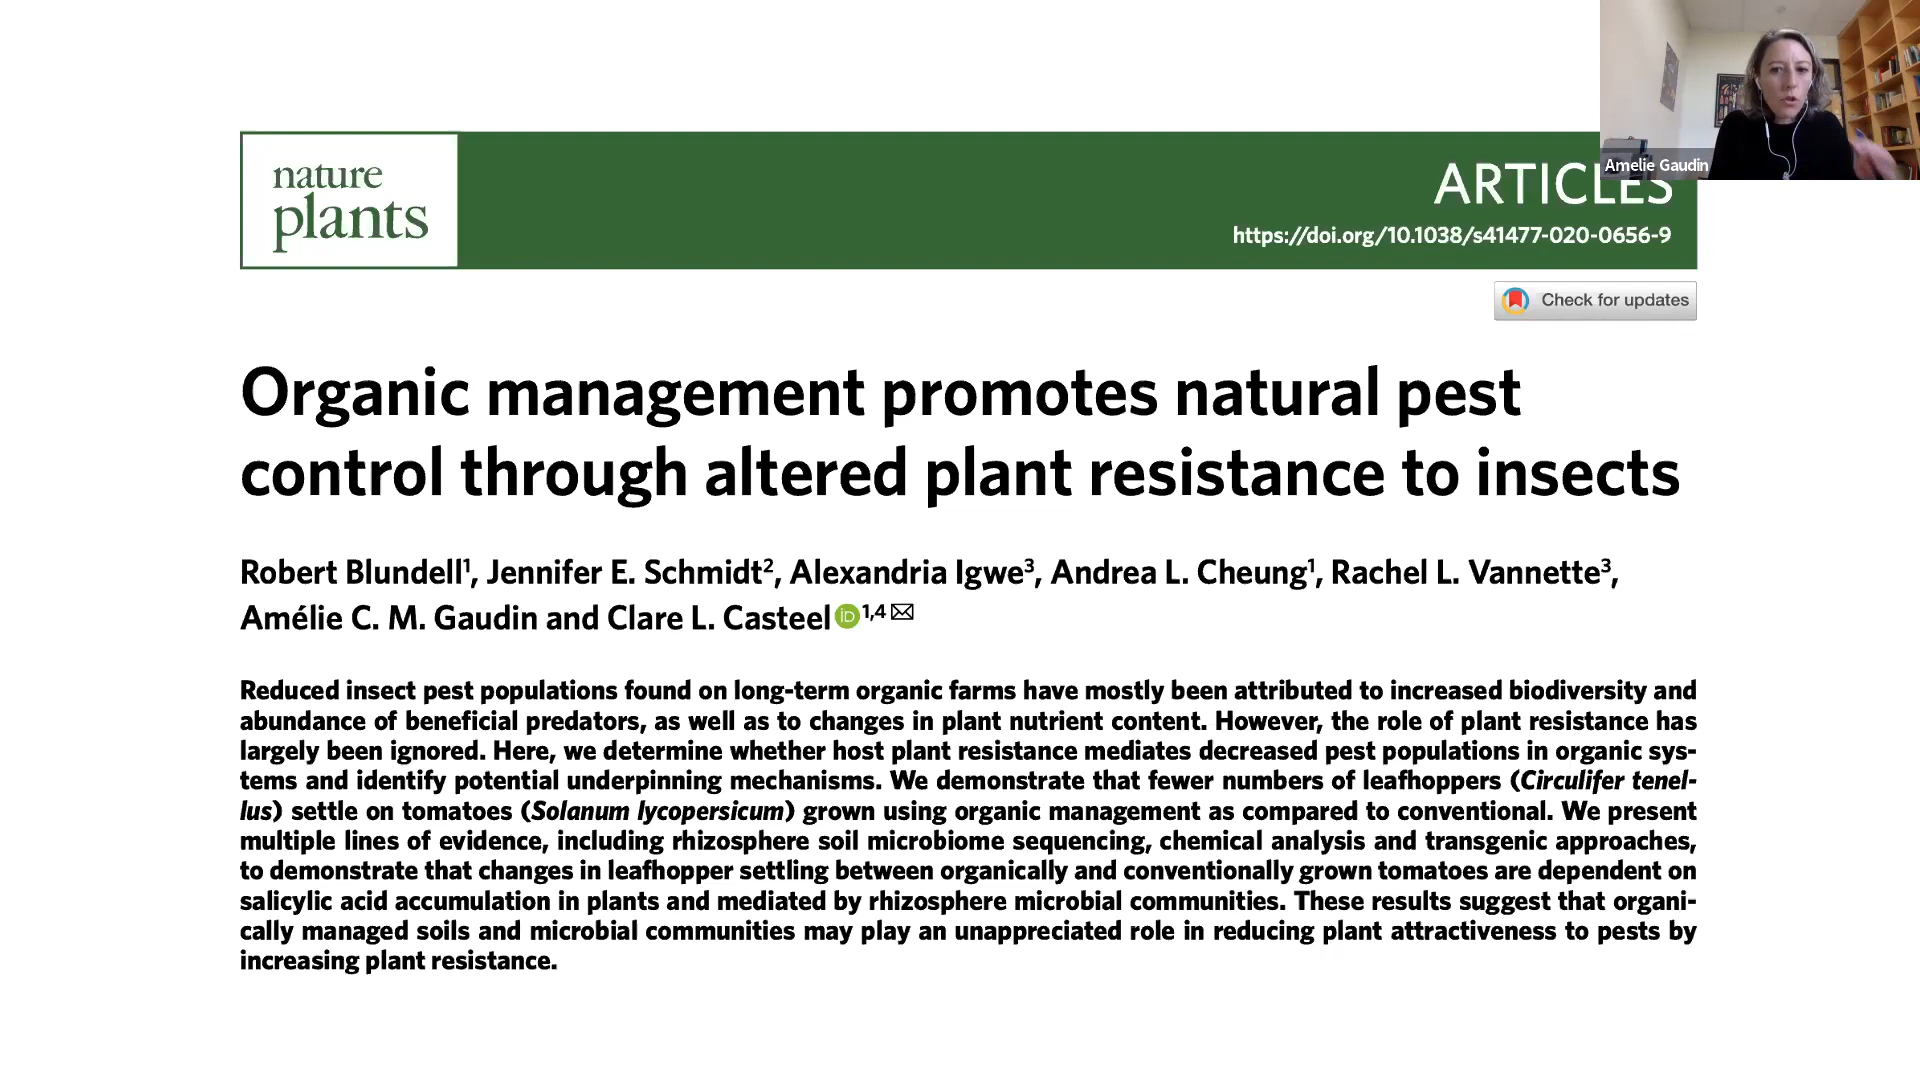 nature
plants
ARTICLES
https://doi.org/10.1038/s41477-020-0656-9
Amelie Gaudin
Check for updates
Organic management promotes natural pest
control through altered plant resistance to insects
Robert Blundell¹, Jennifer E. Schmidt², Alexandria Igwe³, Andrea L. Cheung¹, Rachel L. Vannette³,
Amélie C. M. Gaudin and Clare L. Casteel iD 1,4
Reduced insect pest populations found on long-term organic farms have mostly been attributed to increased biodiversity and
abundance of beneficial predators, as well as to changes in plant nutrient content. However, the role of plant resistance has
largely been ignored. Here, we determine whether host plant resistance mediates decreased pest populations in organic sys-
tems and identify potential underpinning mechanisms. We demonstrate that fewer numbers of leafhoppers (Circulifer tenel-
lus) settle on tomatoes (Solanum lycopersicum) grown using organic management as compared to conventional. We present
multiple lines of evidence, including rhizosphere soil microbiome sequencing, chemical analysis and transgenic approaches,
to demonstrate that changes in leafhopper settling between organically and conventionally grown tomatoes are dependent on
salicylic acid accumulation in plants and mediated by rhizosphere microbial communities. These results suggest that organi-
cally managed soils and microbial communities may play an unappreciated role in reducing plant attractiveness to pests by
increasing plant resistance.